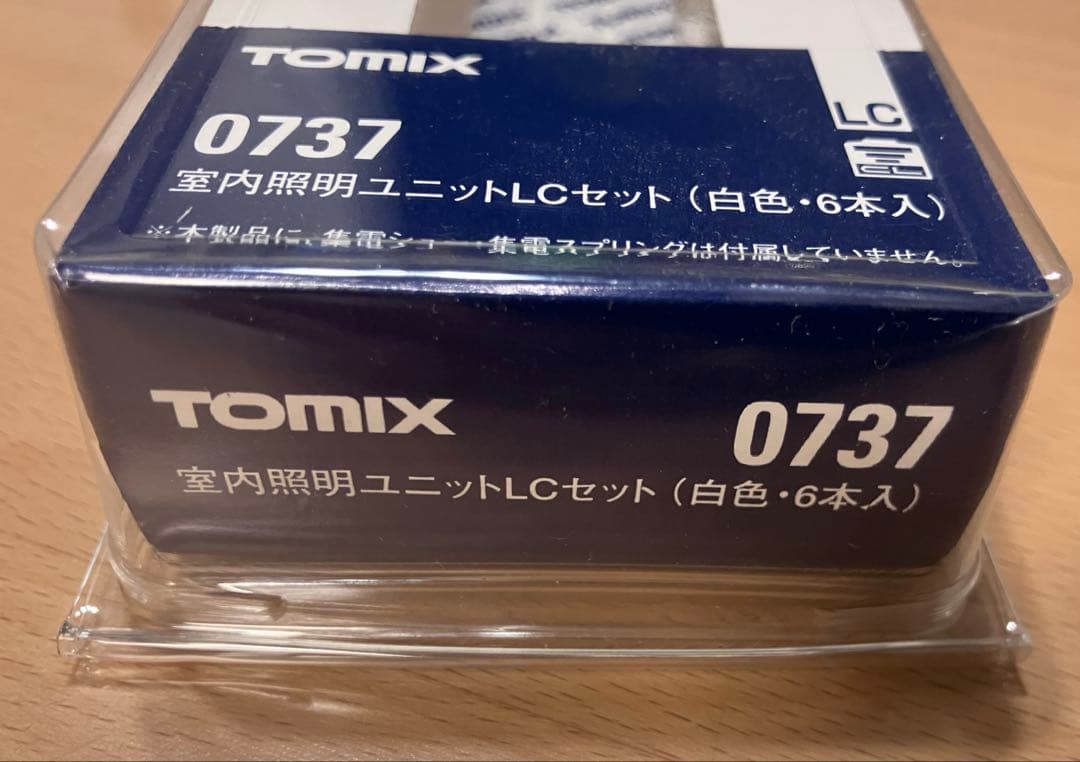 TOMIX
LC
0737
室内照明ユニットLCセット（白色・6本入）
※本製品に、集電シュー・集電スプリングは付属していません。
TOMIX
0737
室内照明ユニットLCセット（白色・6本入）